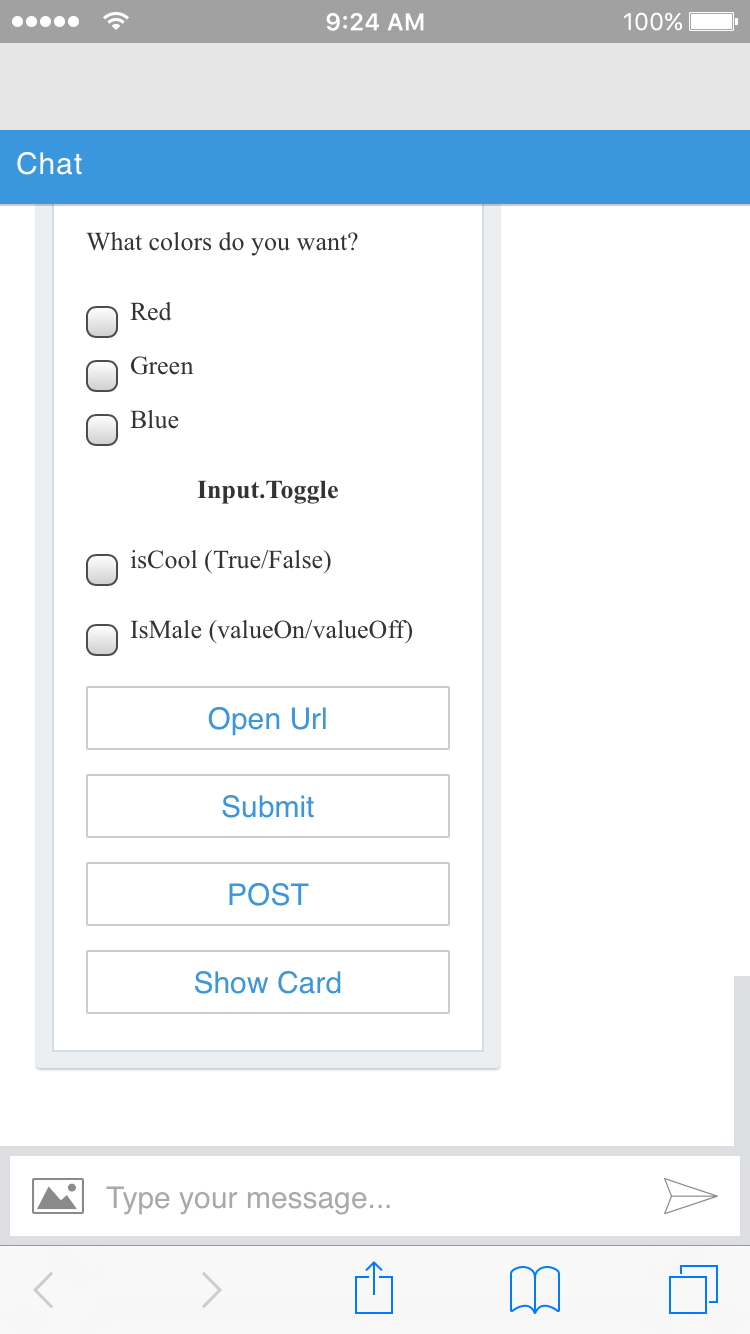 9:24 AM 100%
Chat
What colors do you want?
Red
Green
Blue
Input.Toggle
isCool (True/False)
IsMale (valueOn/valueOff)
Open Url
Submit
POST
Show Card
Type your message...